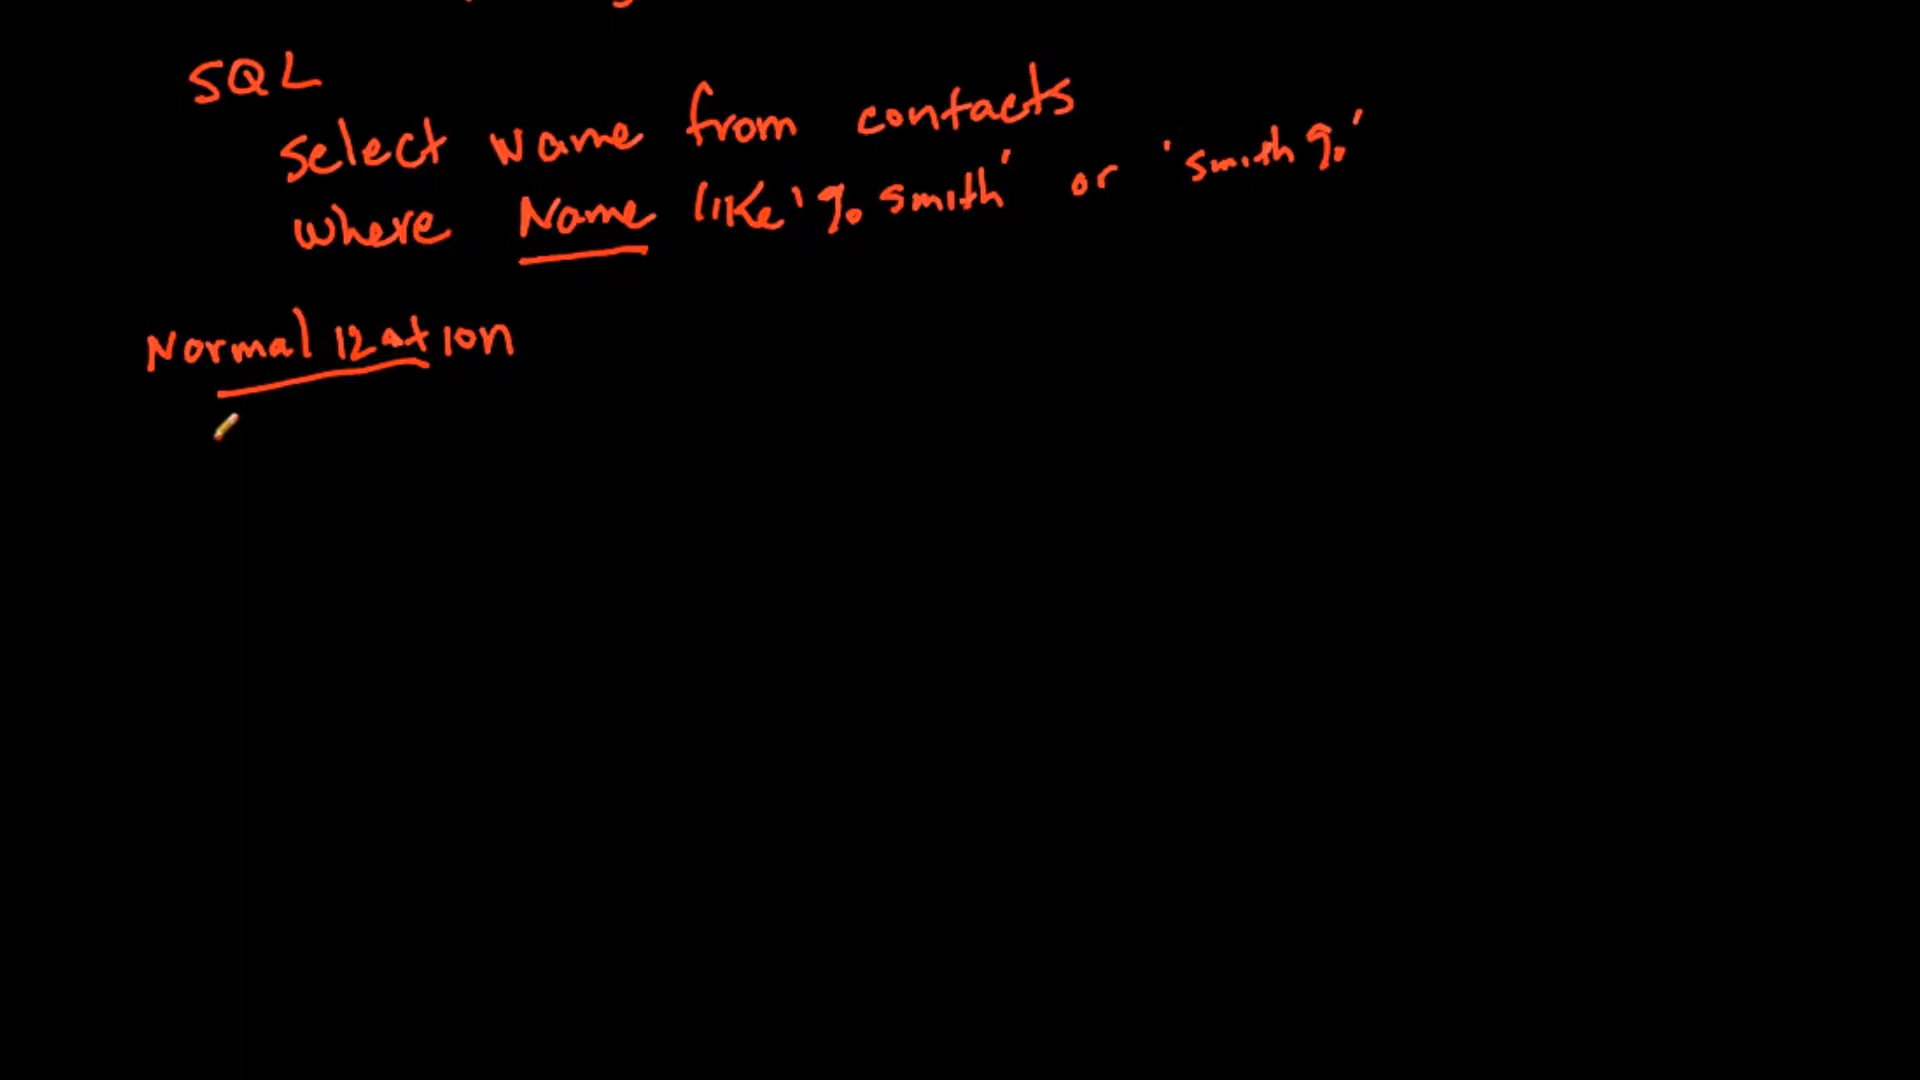 SQL
select name from contacts
where Name like '% smith' or 'smith %'
Normalization